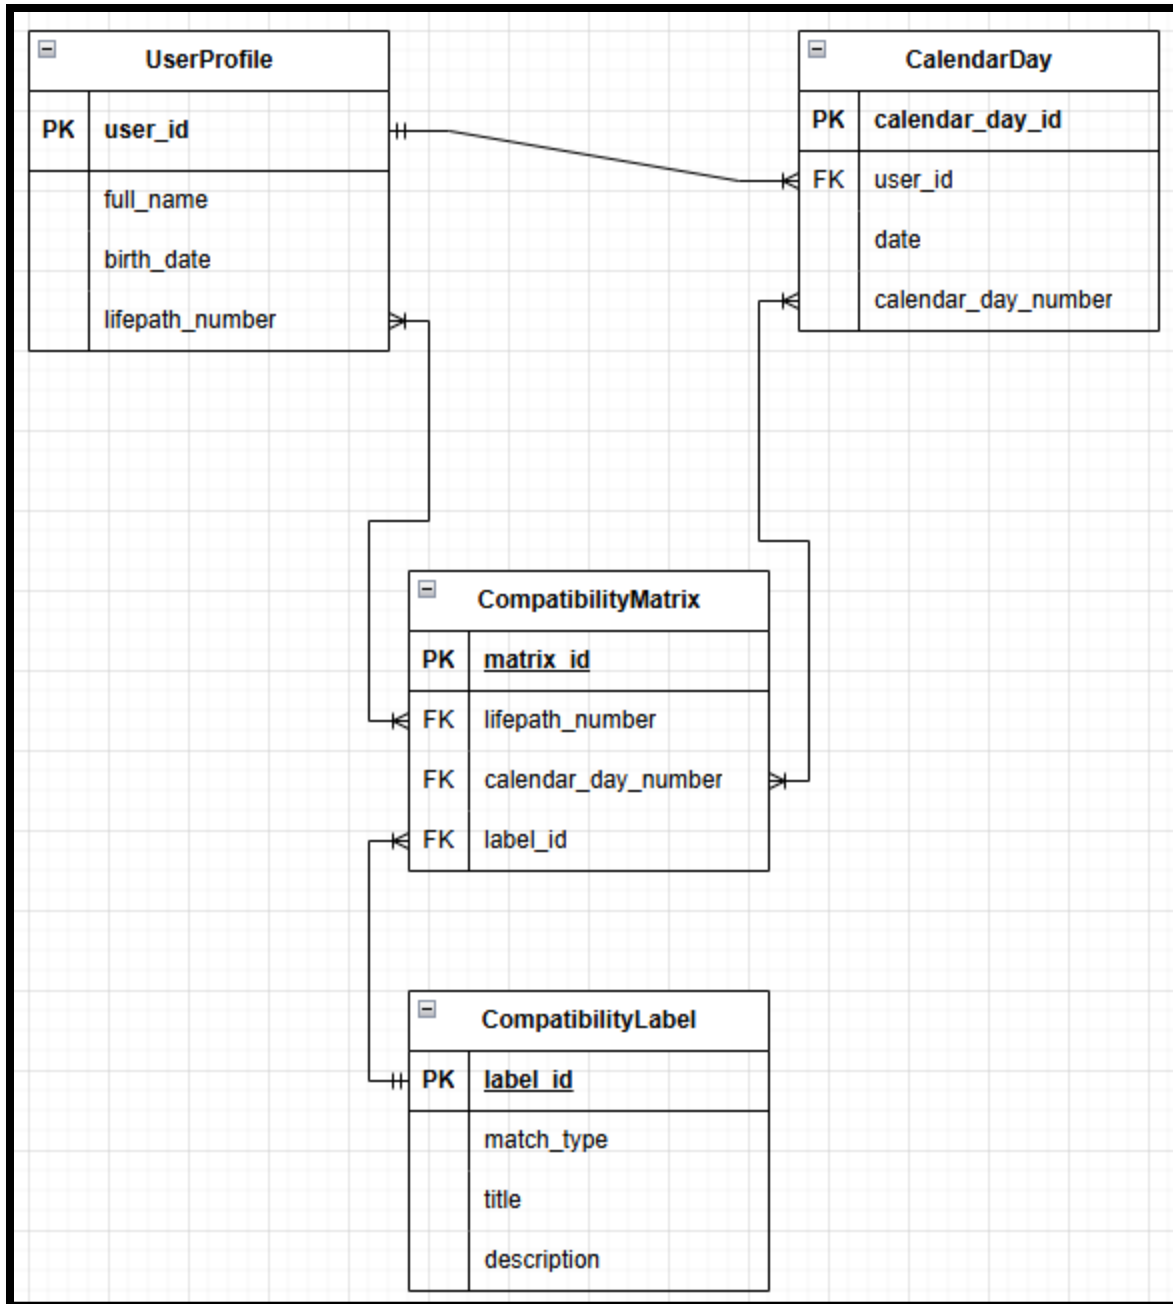 UserProfile
PK user_id
full_name
birth_date
lifepath_number
CalendarDay
PK calendar_day_id
FK user_id
date
calendar_day_number
CompatibilityMatrix
PK matrix_id
FK lifepath_number
FK calendar_day_number
FK label_id
CompatibilityLabel
PK label_id
match_type
title
description